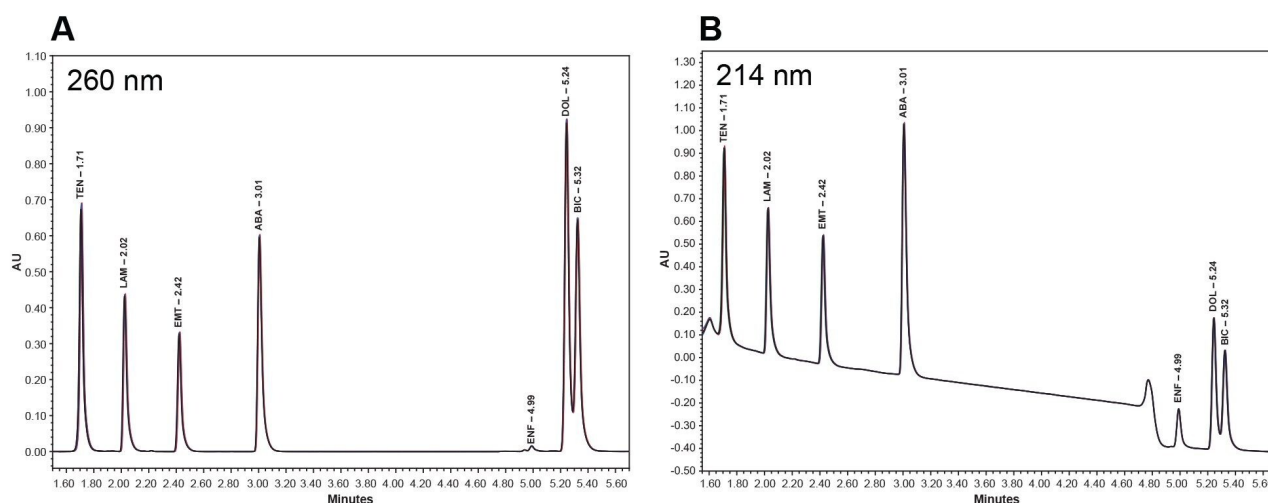 A
260 nm
1.10
1.00
0.90
0.80
0.70
0.60
0.50
0.40
0.30
0.20
0.10
0.00
AU
TEN – 1.71
LAM – 2.02
EMT – 2.42
ABA – 3.01
ENF – 4.99
DOL – 5.24
BIC – 5.32
1.60 1.80 2.00 2.20 2.40 2.60 2.80 3.00 3.20 3.40 3.60 3.80 4.00 4.20 4.40 4.60 4.80 5.00 5.20 5.40 5.60
Minutes
B
214 nm
1.30
1.20
1.10
1.00
0.90
0.80
0.70
0.60
0.50
0.40
0.30
0.20
0.10
0.00
-0.10
-0.20
-0.30
-0.40
-0.50
AU
TEN – 1.71
LAM – 2.02
EMT – 2.42
ABA – 3.01
ENF – 4.99
DOL – 5.24
BIC – 5.32
1.60 1.80 2.00 2.20 2.40 2.60 2.80 3.00 3.20 3.40 3.60 3.80 4.00 4.20 4.40 4.60 4.80 5.00 5.20 5.40
Minutes